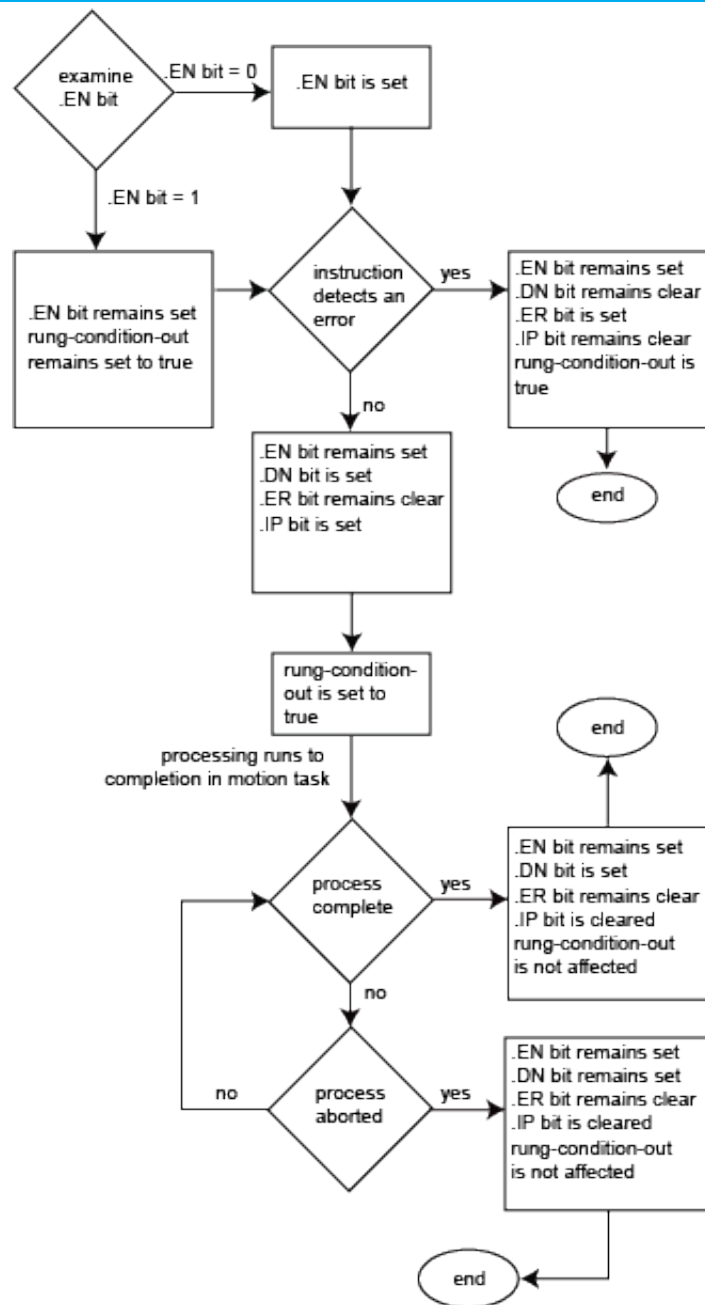 examine
.EN bit
.EN bit = 0
.EN bit is set
.EN bit = 1
.EN bit remains set
rung-condition-out
remains set to true
instruction
detects an
error
yes
.EN bit remains set
.DN bit remains clear
.ER bit is set
.IP bit remains clear
rung-condition-out is
true
end
no
.EN bit remains set
.DN bit is set
.ER bit remains clear
.IP bit is set
rung-condition-
out is set to
true
processing runs to
completion in motion task
process
complete
yes
.EN bit remains set
.DN bit is set
.ER bit remains clear
.IP bit is cleared
rung-condition-out
is not affected
end
no
process
aborted
no
yes
.EN bit remains set
.DN bit remains set
.ER bit remains clear
.IP bit is cleared
rung-condition-out
is not affected
end